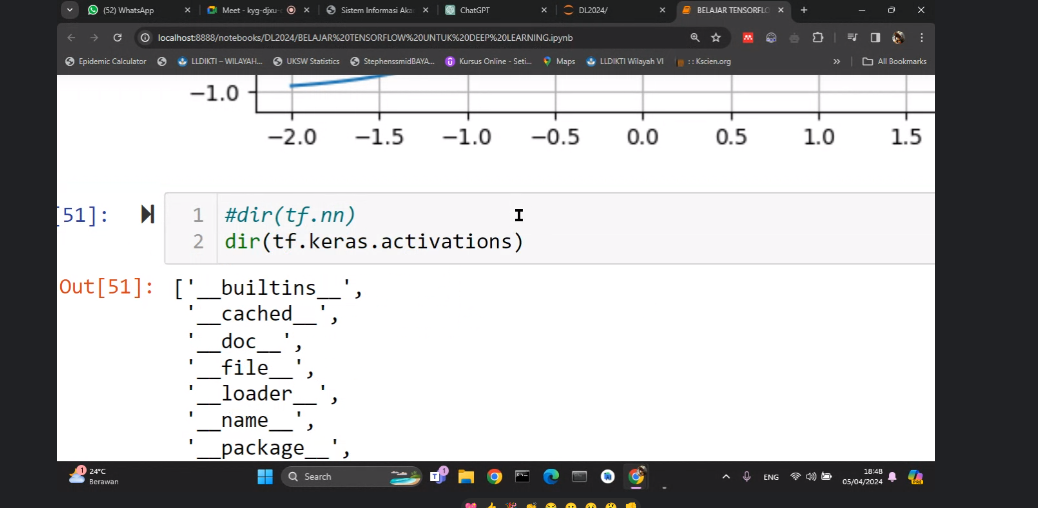 (52) WhatsApp
Meet - kyg-djxu-
Sistem Informasi Aka
ChatGPT
DL2024/
BELAJAR TENSORFLO
localhost:8888/notebooks/DL2024/BELAJAR%20TENSORFLOW%20UNTUK%20DEEP%20LEARNING.ipynb
Epidemic Calculator
LLDIKTI – WILAYAH...
UKSW Statistics
StephenssmidBAYA...
Kursus Online - Seti...
Maps
LLDIKTI Wilayah VI
: : Kscien.org
»
All Bookmarks
−1.0
−2.0 −1.5 −1.0 −0.5 0.0 0.5 1.0 1.5
[51]:
1 #dir(tf.nn)
2 dir(tf.keras.activations)
Out[51]: ['__builtins__',
'__cached__',
'__doc__',
'__file__',
'__loader__',
'__name__',
'__package__',
1
24°C
Berawan
Search
1
ENG
18:48
05/04/2024